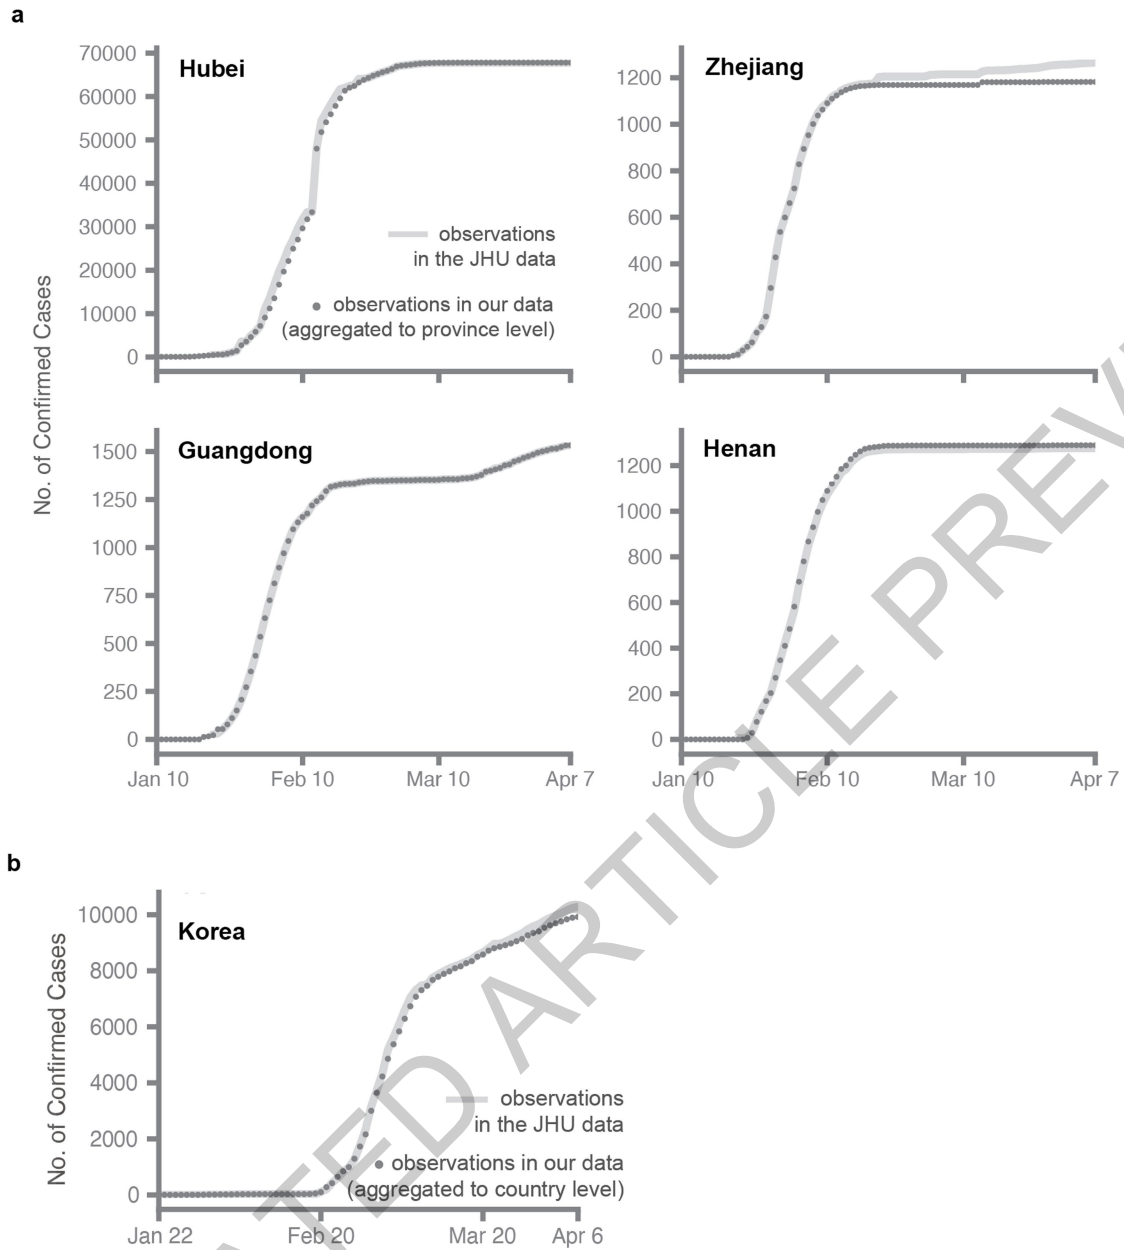 a
No. of Confirmed Cases
70000
60000
50000
40000
30000
20000
10000
0
Hubei
observations
in the JHU data
observations in our data
(aggregated to province level)
1200
1000
800
600
400
200
0
Zhejiang
1500
1250
1000
750
500
250
0
Guangdong
Jan 10 Feb 10 Mar 10 Apr 7
1200
1000
800
600
400
200
0
Henan
Jan 10 Feb 10 Mar 10 Apr 7
b
No. of Confirmed Cases
10000
8000
6000
4000
2000
0
Korea
observations
in the JHU data
observations in our data
(aggregated to country level)
Jan 22 Feb 20 Mar 20 Apr 6
ATED ARTICLE PREV